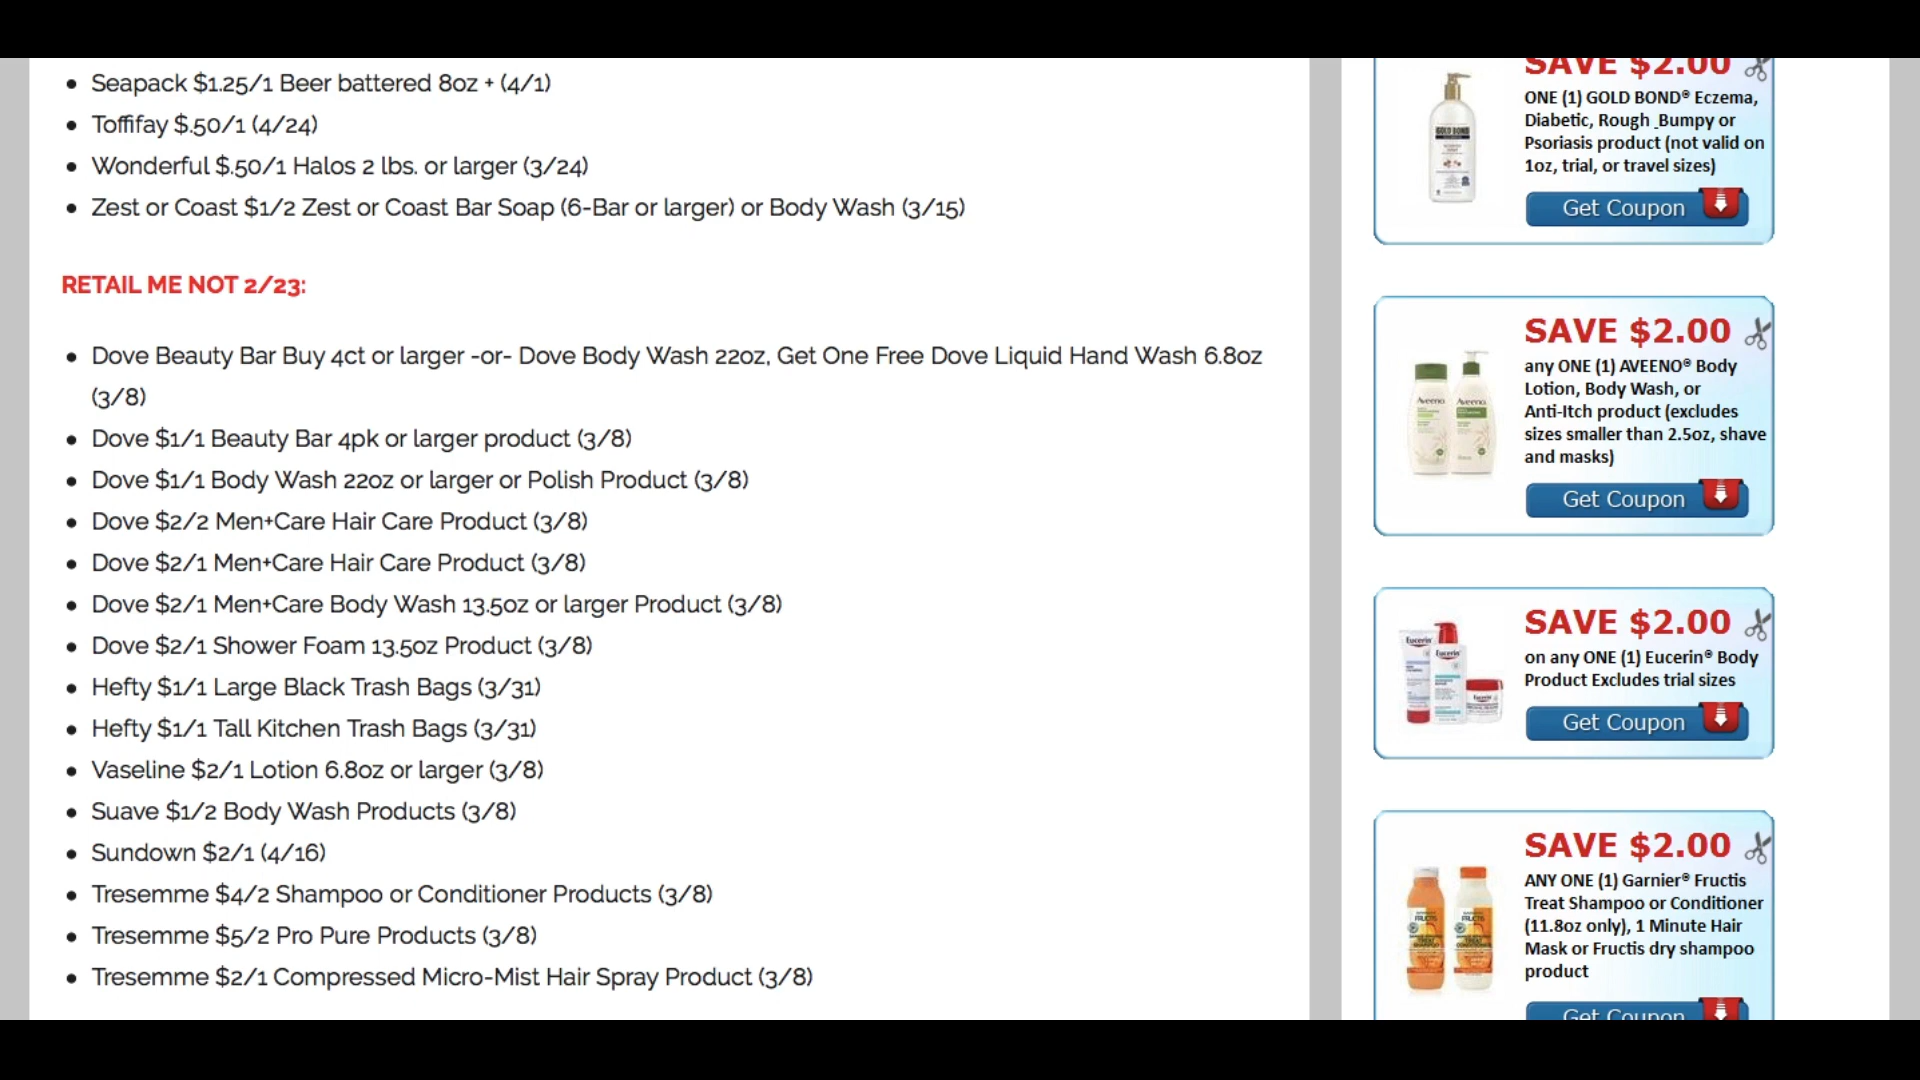 Seapack $1.25/1 Beer battered 8oz + (4/1)
Toffifay $.50/1 (4/24)
Wonderful $.50/1 Halos 2 lbs. or larger (3/24)
Zest or Coast $1/2 Zest or Coast Bar Soap (6-Bar or larger) or Body Wash (3/15)
RETAIL ME NOT 2/23:
Dove Beauty Bar Buy 4ct or larger -or- Dove Body Wash 22oz, Get One Free Dove Liquid Hand Wash 6.8oz
(3/8)
Dove $1/1 Beauty Bar 4pk or larger product (3/8)
Dove $1/1 Body Wash 22oz or larger or Polish Product (3/8)
Dove $2/2 Men+Care Hair Care Product (3/8)
Dove $2/1 Men+Care Hair Care Product (3/8)
Dove $2/1 Men+Care Body Wash 13.5oz or larger Product (3/8)
Dove $2/1 Shower Foam 13.5oz Product (3/8)
Hefty $1/1 Large Black Trash Bags (3/31)
Hefty $1/1 Tall Kitchen Trash Bags (3/31)
Vaseline $2/1 Lotion 6.8oz or larger (3/8)
Suave $1/2 Body Wash Products (3/8)
Sundown $2/1 (4/16)
Tresemme $4/2 Shampoo or Conditioner Products (3/8)
Tresemme $5/2 Pro Pure Products (3/8)
Tresemme $2/1 Compressed Micro-Mist Hair Spray Product (3/8)
SAVE $2.00
ONE (1) GOLD BOND® Eczema,
Diabetic, Rough _Bumpy or
Psoriasis product (not valid on
1oz, trial, or travel sizes)
GOLD BOND
Get Coupon
SAVE $2.00
any ONE (1) AVEENO® Body
Lotion, Body Wash, or
Anti-Itch product (excludes
sizes smaller than 2.5oz, shave
and masks)
Aveeno
Aveeno
Get Coupon
SAVE $2.00
on any ONE (1) Eucerin® Body
Product Excludes trial sizes
Eucerin
Eucerin
Eucerin
Get Coupon
SAVE $2.00
ANY ONE (1) Garnier® Fructis
Treat Shampoo or Conditioner
(11.8oz only), 1 Minute Hair
Mask or Fructis dry shampoo
product
FRUCTIS
FRUCTIS
Get Coupon